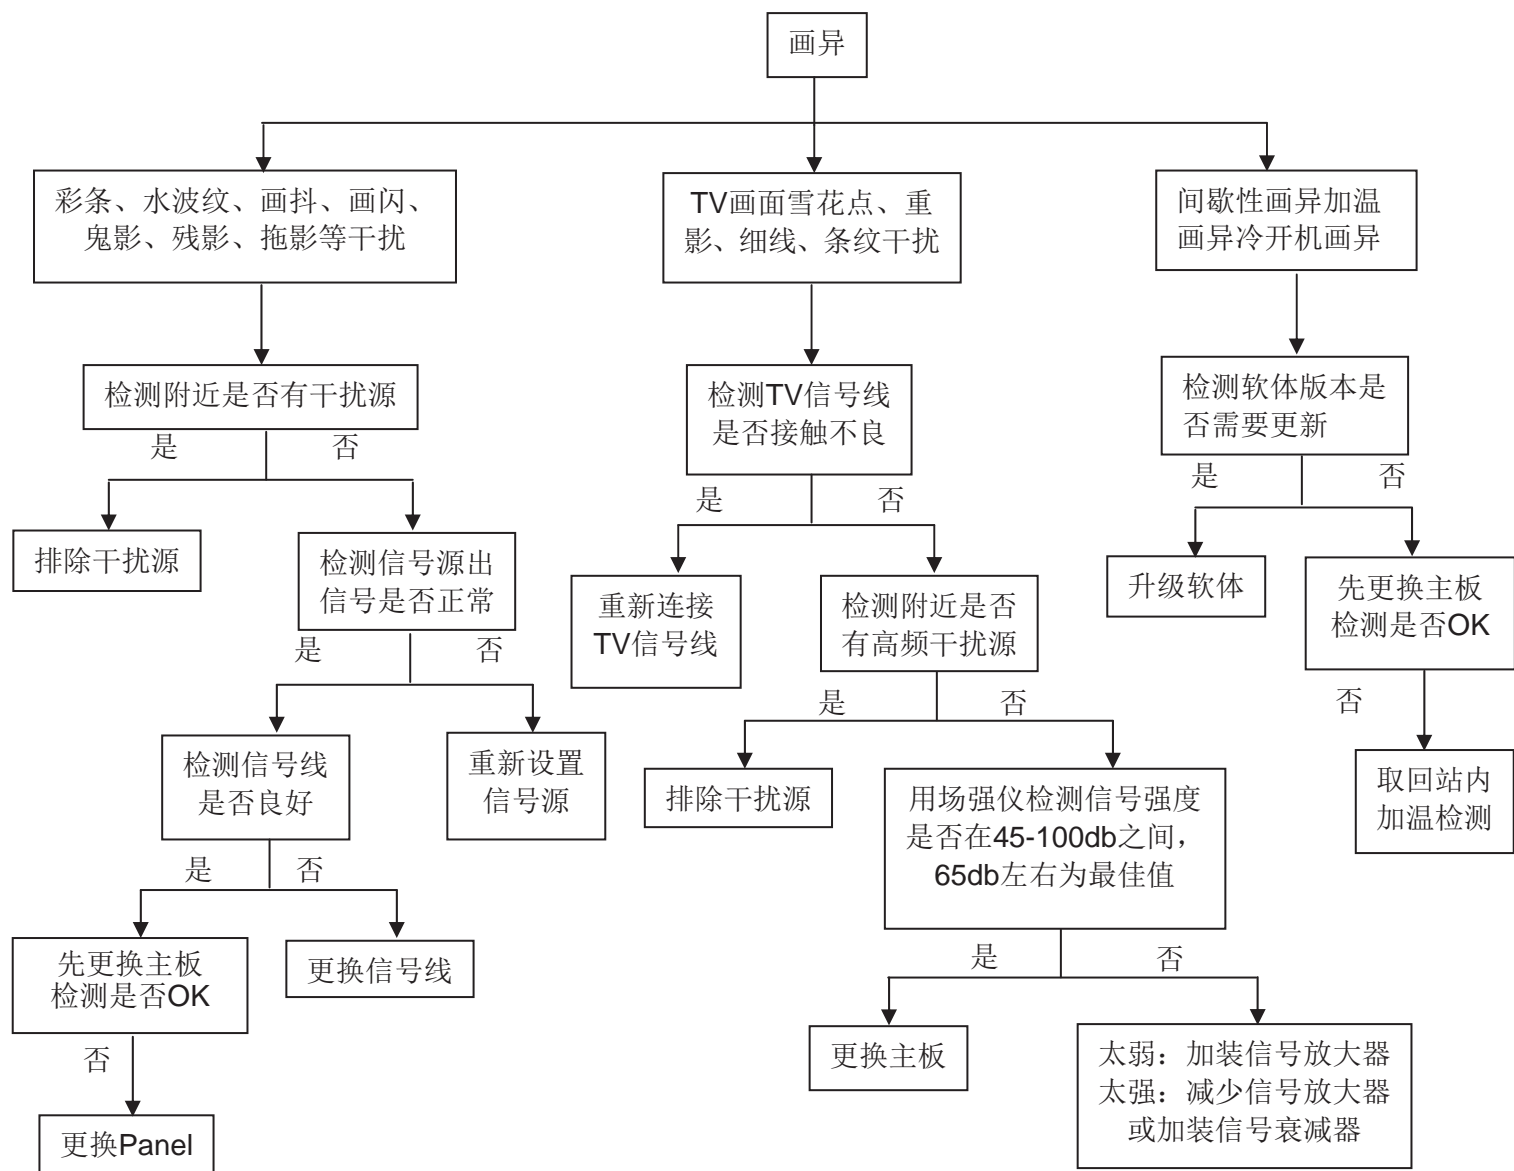 画异
彩条、水波纹、画抖、画闪、
鬼影、残影、拖影等干扰
TV画面雪花点、重
影、细线、条纹干扰
间歇性画异加温
画异冷开机画异
检测附近是否有干扰源
检测TV信号线
是否接触不良
检测软体版本是
否需要更新
是
否
是
否
是
否
排除干扰源
检测信号源出
信号是否正常
重新连接
TV信号线
检测附近是否
有高频干扰源
升级软体
先更换主板
检测是否OK
是
否
是
否
否
检测信号线
是否良好
重新设置
信号源
排除干扰源
用场强仪检测信号强度
是否在45-100db之间，
65db左右为最佳值
取回站内
加温检测
是
否
先更换主板
检测是否OK
更换信号线
是
否
否
更换主板
太弱：加装信号放大器
太强：减少信号放大器
或加装信号衰减器
更换Panel